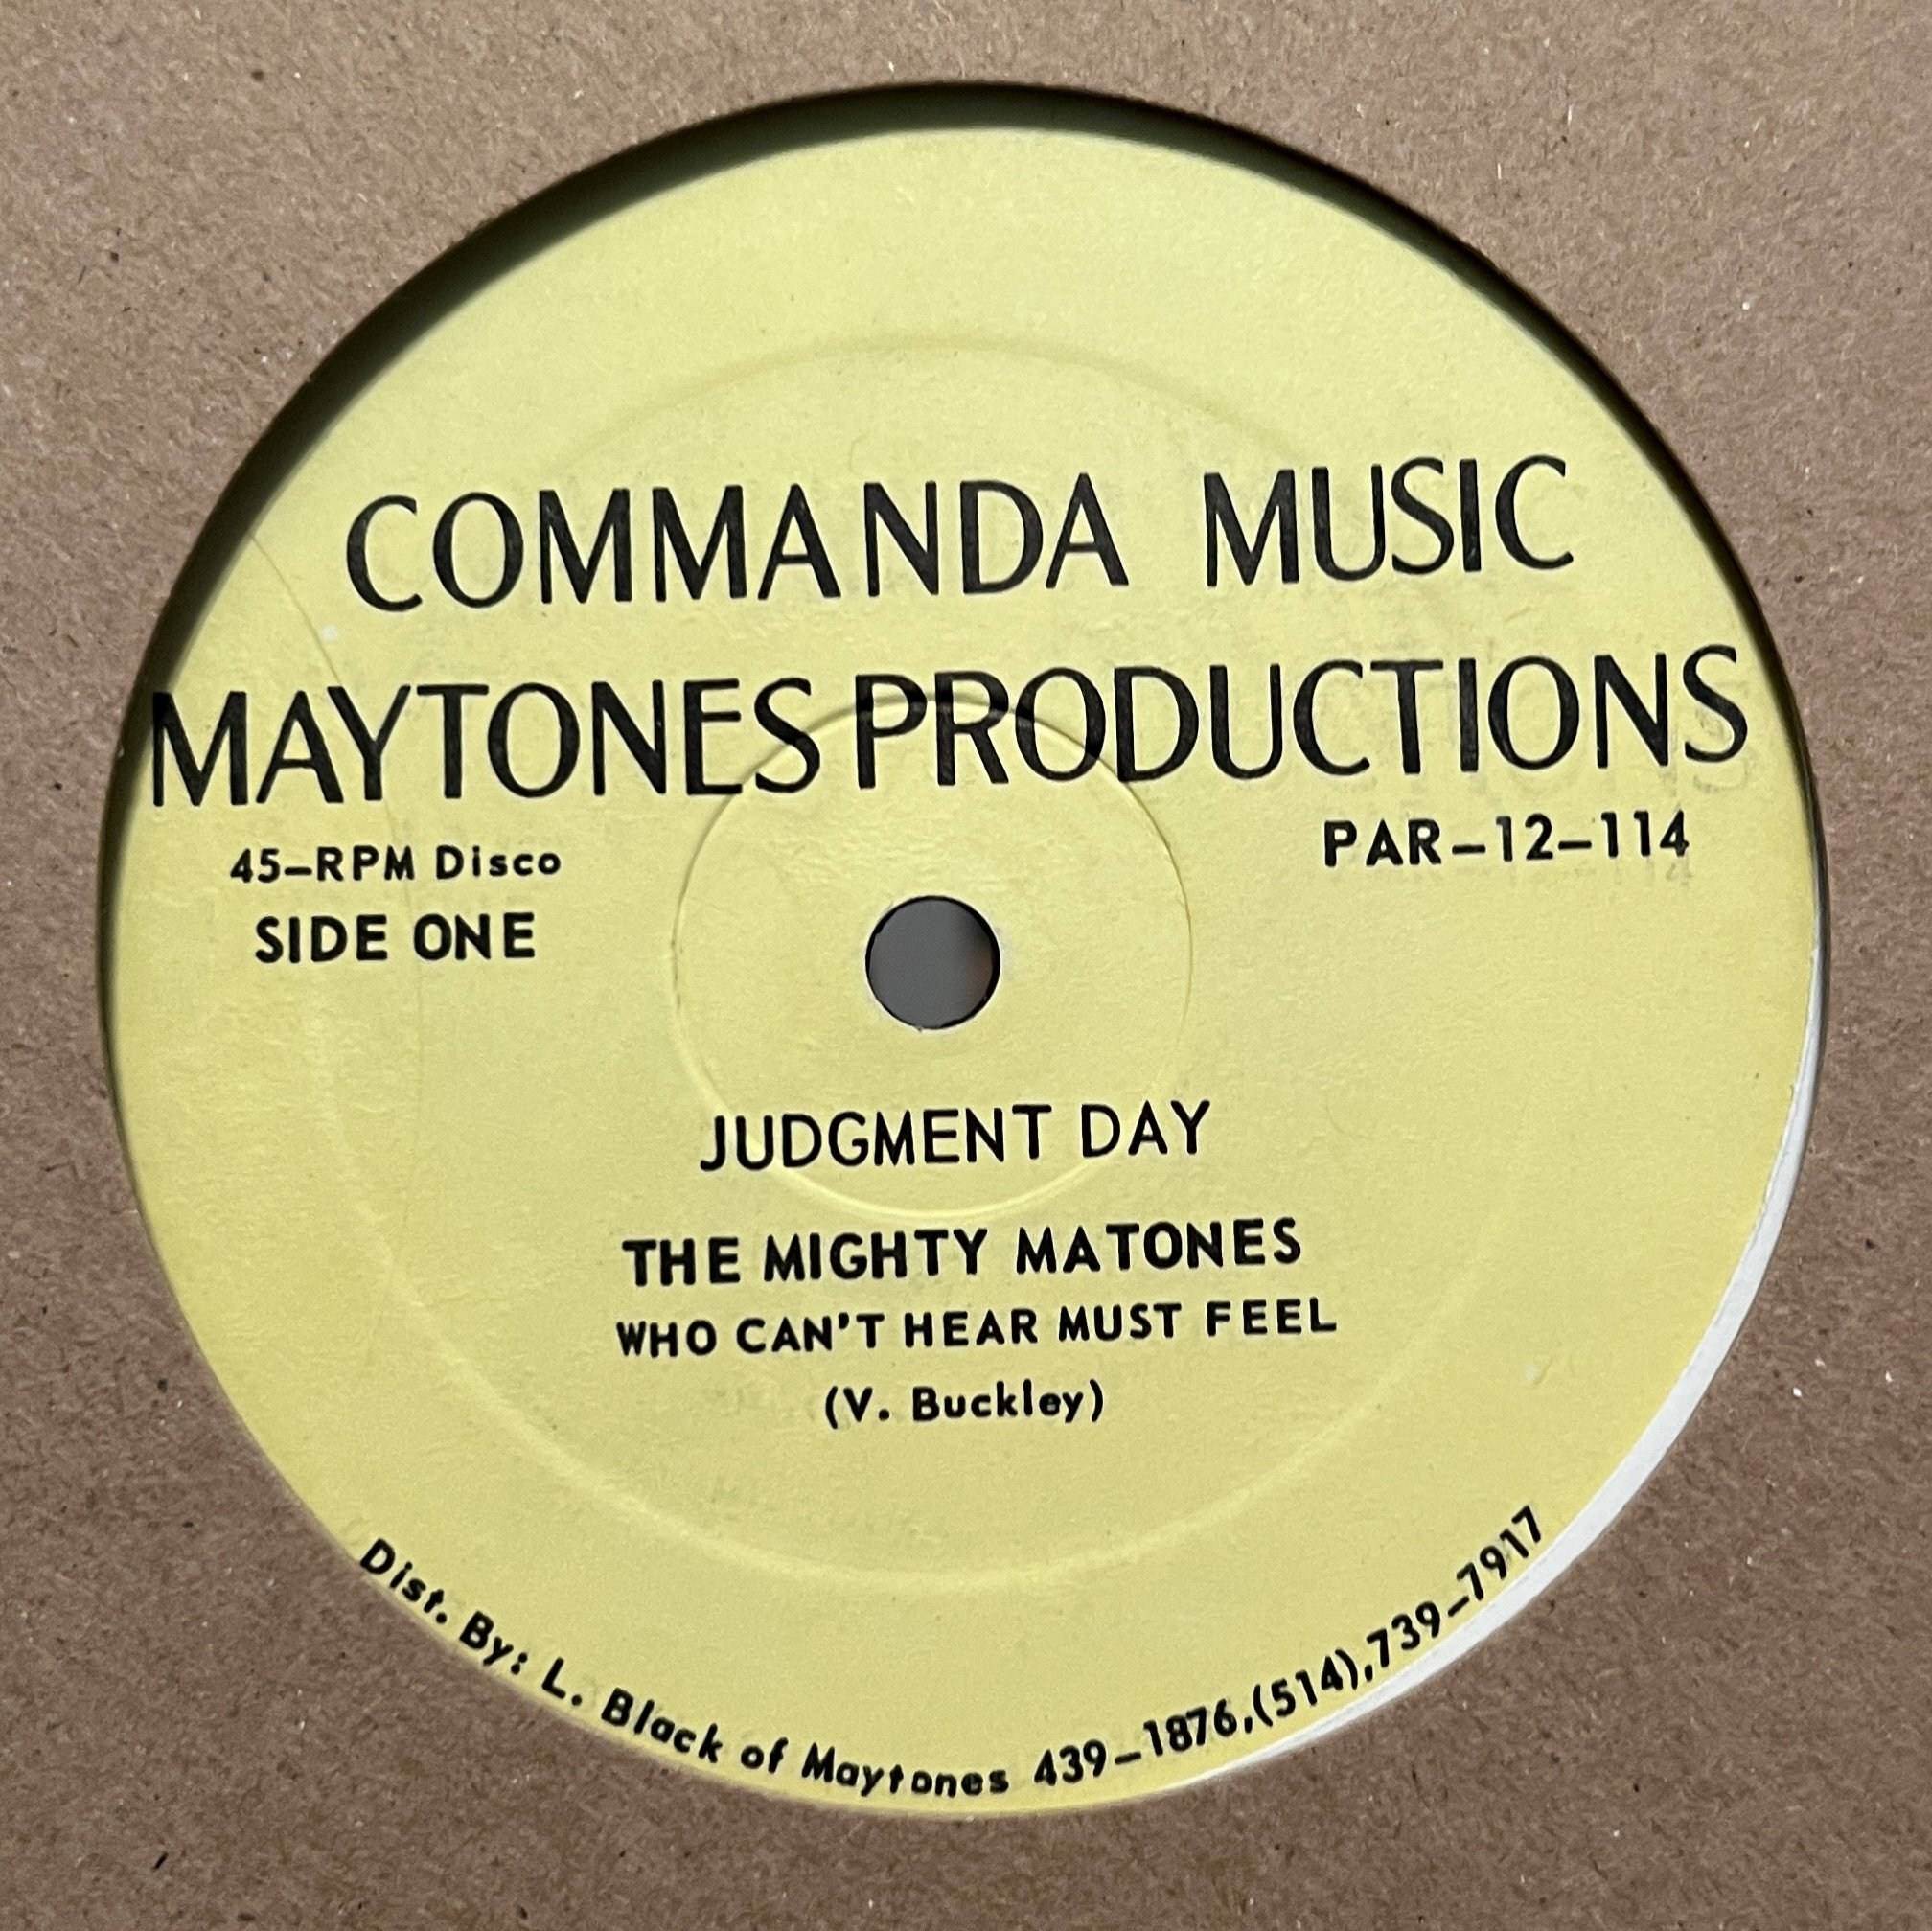 COMMANDA MUSIC
MAYTONES PRODUCTIONS
45-RPM Disco
PAR-12-114
SIDE ONE
JUDGMENT DAY
THE MIGHTY MATONES
WHO CAN'T HEAR MUST FEEL
(V. Buckley)
Dist. By: L. Black of Maytones 439-1876,(514),739-7917